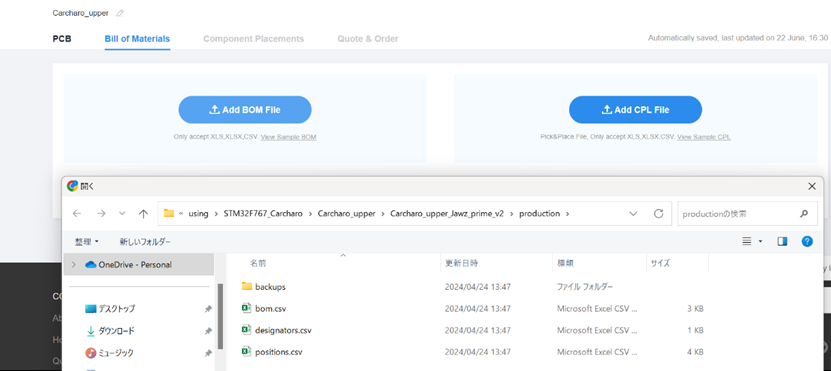 Carcharo_upper
PCB Bill of Materials Component Placements Quote & Order Automatically saved, last updated on 22 June, 16:30
Add BOM File Add CPL File
Only accept XLS,XLSX,CSV. View Sample BOM Pick&Place File, Only accept XLS,XLSX,CSV. View Sample CPL
開く
« using > STM32F767_Carcharo > Carcharo_upper > Carcharo_upper_Jawz_prime_v2 > production > productionの検索
整理 新しいフォルダー
OneDrive - Personal 名前 更新日時 種類 サイズ
backups 2024/04/24 13:47 ファイル フォルダー
デスクトップ bom.csv 2024/04/24 13:47 Microsoft Excel CSV ... 3 KB
ダウンロード designators.csv 2024/04/24 13:47 Microsoft Excel CSV ... 1 KB
ミュージック positions.csv 2024/04/24 13:47 Microsoft Excel CSV ... 4 KB